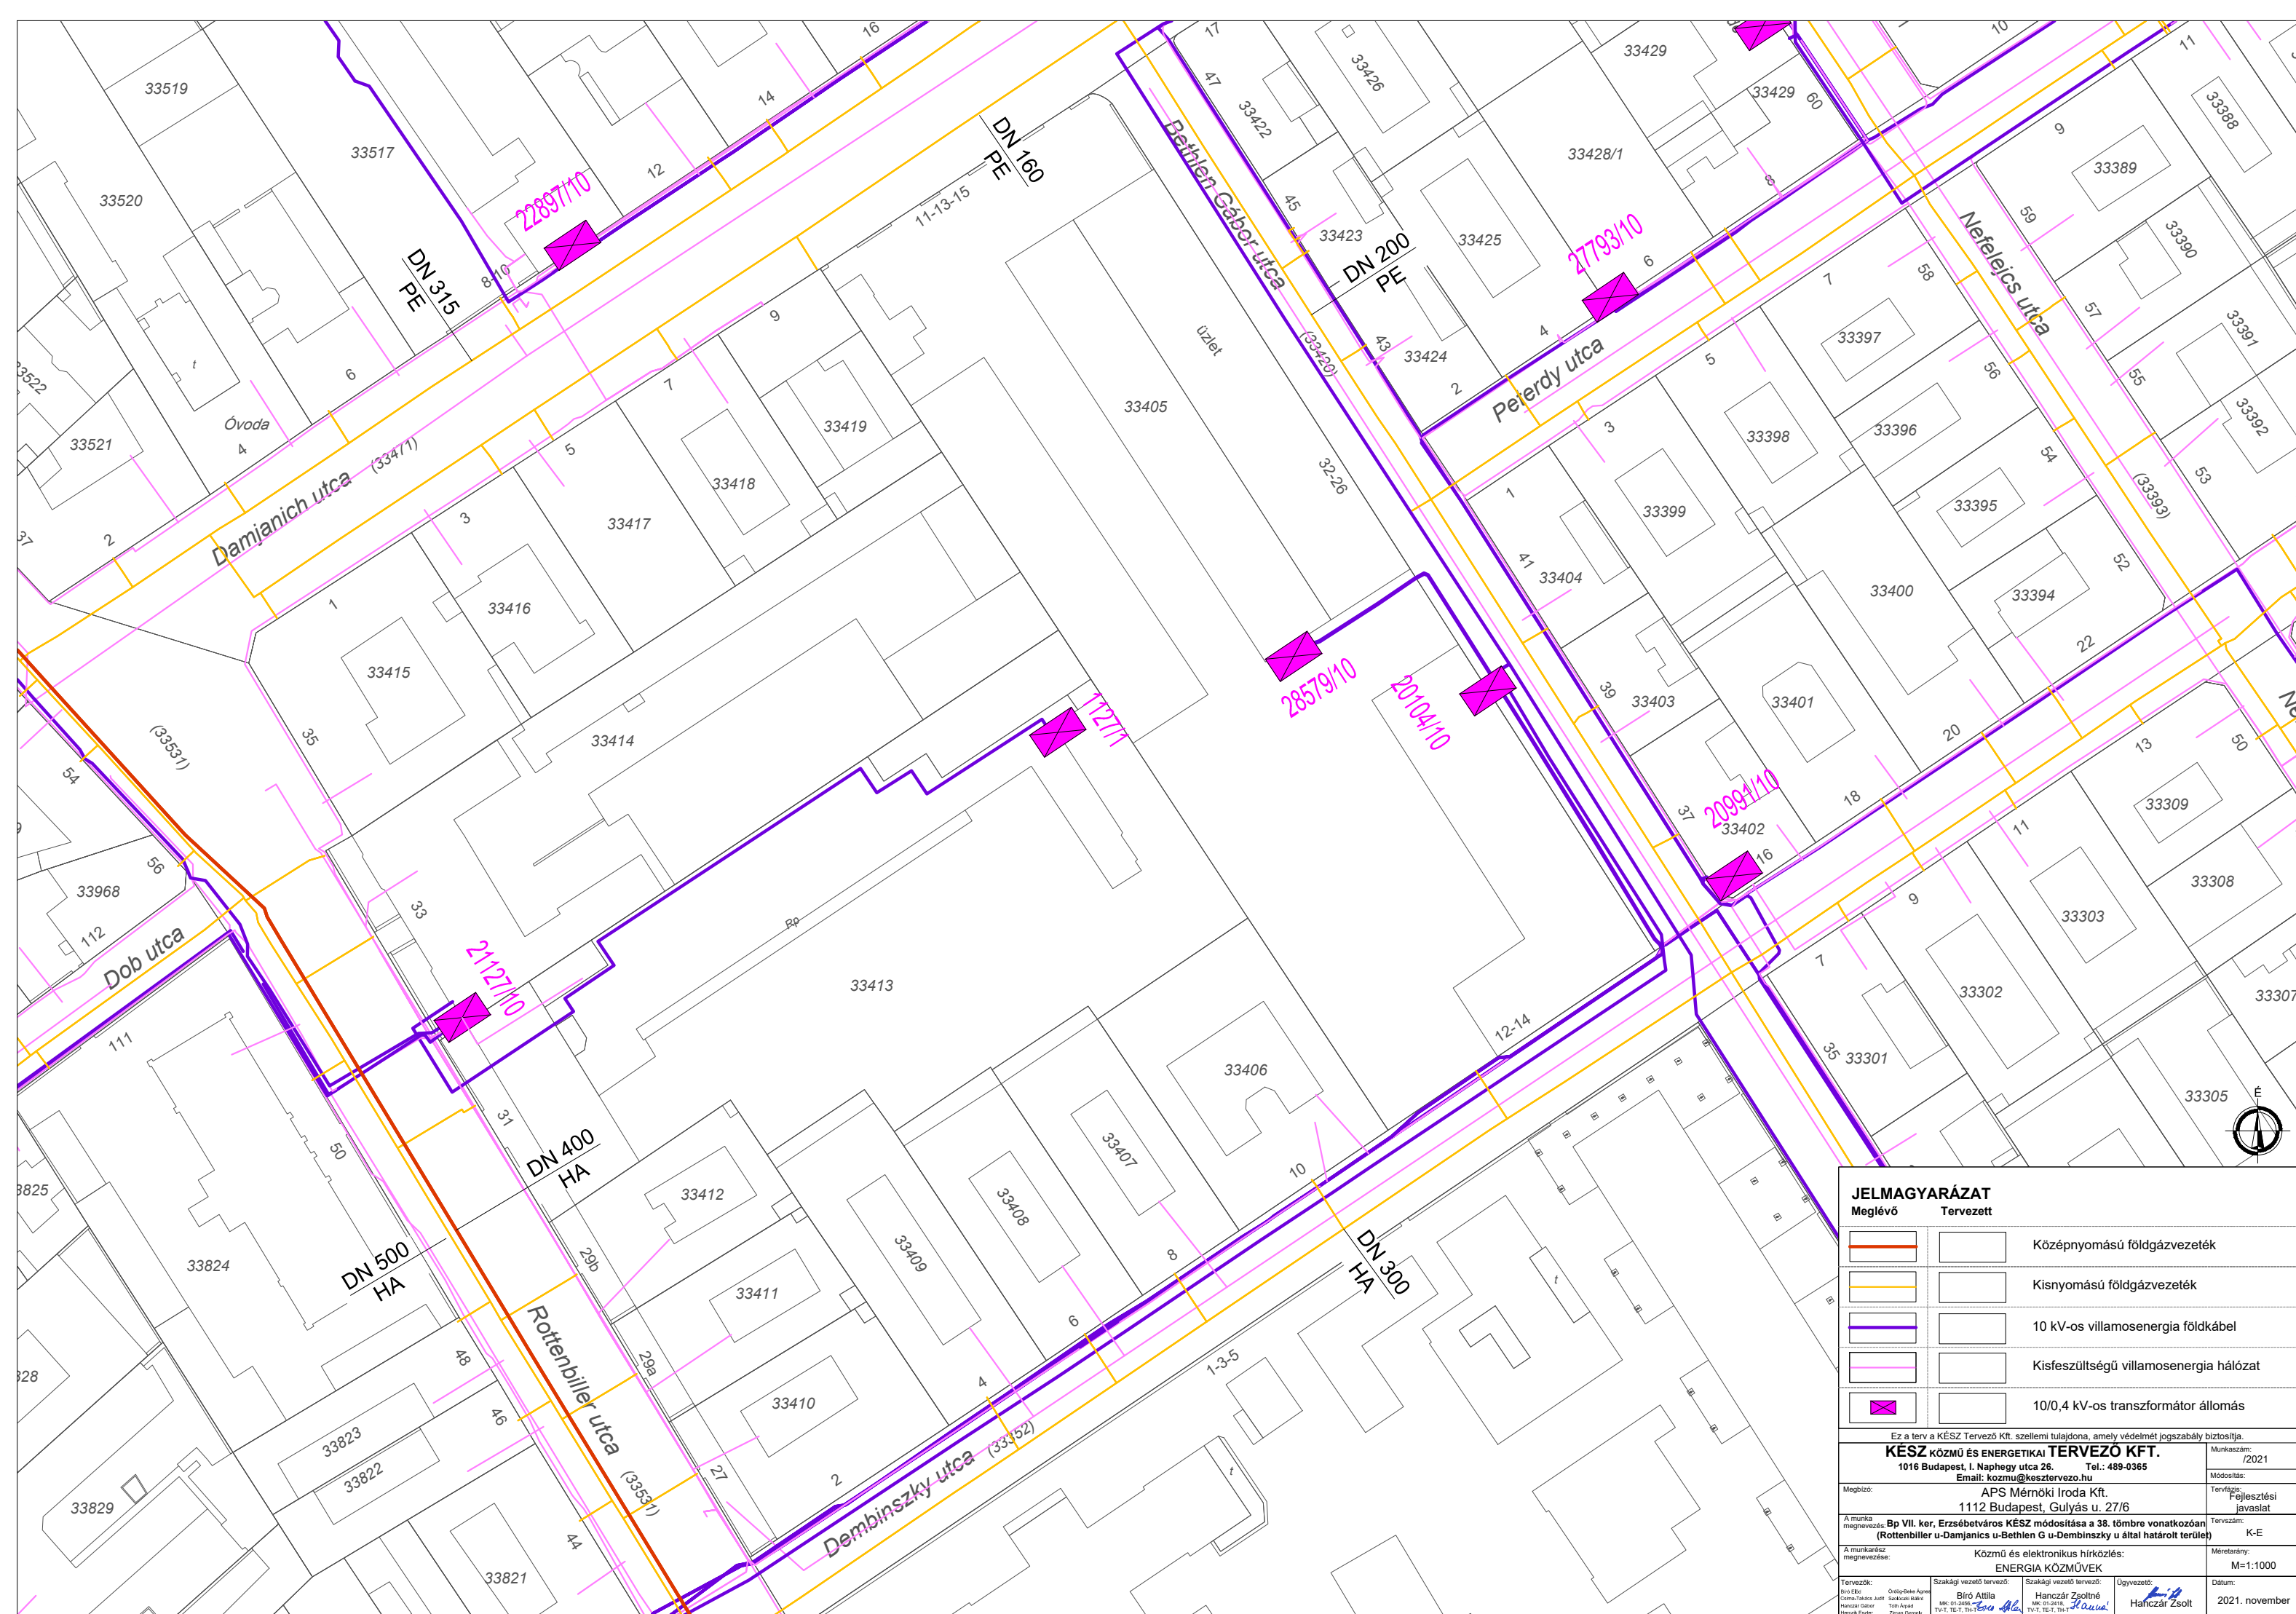 16
17
10
11
33519
33517
33520
14
12
22897/10
DN 160
PE
11-13-15
DN 315
PE
8-10
47
33422
33426
33429
33429
60
33428/1
33388
9
33389
Bethlen Gábor utca
45
33423
33425
DN 200
PE
27793/10
6
8
Nefelejcs utca
59
33390
58
57
33391
33522
t
6
Óvoda
33521
4
37
2
Damjanich utca
(33471)
9
7
33419
5
33418
33417
3
33416
1
33415
üzlet
33405
(33420)
43
33424
4
2
Peterdy utca
7
5
33397
56
55
33392
3
33398
33396
54
53
32-26
1
33399
33395
(33393)
41
33404
33400
33394
52
22
(33531)
35
54
33414
1127/1
28579/10
20104/10
39
33403
33401
20
13
50
20991/10
18
37
33402
16
33309
11
56
33968
112
Dob utca
33
21127/10
Rp
33413
9
33308
33303
7
33302
33307
111
31
12-14
35
33301
33406
33305
É
50
DN 400
HA
33407
10
33412
33408
33409
8
DN 300
HA
t
33824
DN 500
HA
29b
33411
6
Rottenbiller utca
48
29a
1-3-5
33410
4
46
33823
33822
(33531)
27
2
Dembinszky utca
(33352)
t
33829
44
33821
JELMAGYARÁZAT
Meglévő Tervezett
Középnyomású földgázvezeték
Kisnyomású földgázvezeték
10 kV-os villamosenergia földkábel
Kisfeszültségű villamosenergia hálózat
10/0,4 kV-os transzformátor állomás
Ez a terv a KÉSZ Tervező Kft. szellemi tulajdona, amely védelmét jogszabály biztosítja.
KÉSZ KÖZMŰ ÉS ENERGETIKAI TERVEZŐ KFT.
1016 Budapest, I. Naphegy utca 26. Tel.: 489-0365
Email: kozmu@kesztervezo.hu
Munkaszám:
/2021
Módosítás:
Megbízó:
APS Mérnöki Iroda Kft.
1112 Budapest, Gulyás u. 27/6
Tervfázis:
Fejlesztési
javaslat
A munka
megnevezés:
Bp VII. ker, Erzsébetváros KÉSZ módosítása a 38. tömbre vonatkozóan
(Rottenbiller u-Damjanics u-Bethlen G u-Dembinszky u által határolt terület)
Tervszám:
K-E
A munkarész
megnevezése:
Közmű és elektronikus hírközlés:
ENERGIA KÖZMŰVEK
Méretarány:
M=1:1000
Tervezők:
Szakági vezető tervező:
Bíró Attila
Szakági vezető tervező:
Hanczár Zsoltné
Ügyvezető:
Hanczár Zsolt
Dátum:
2021. november